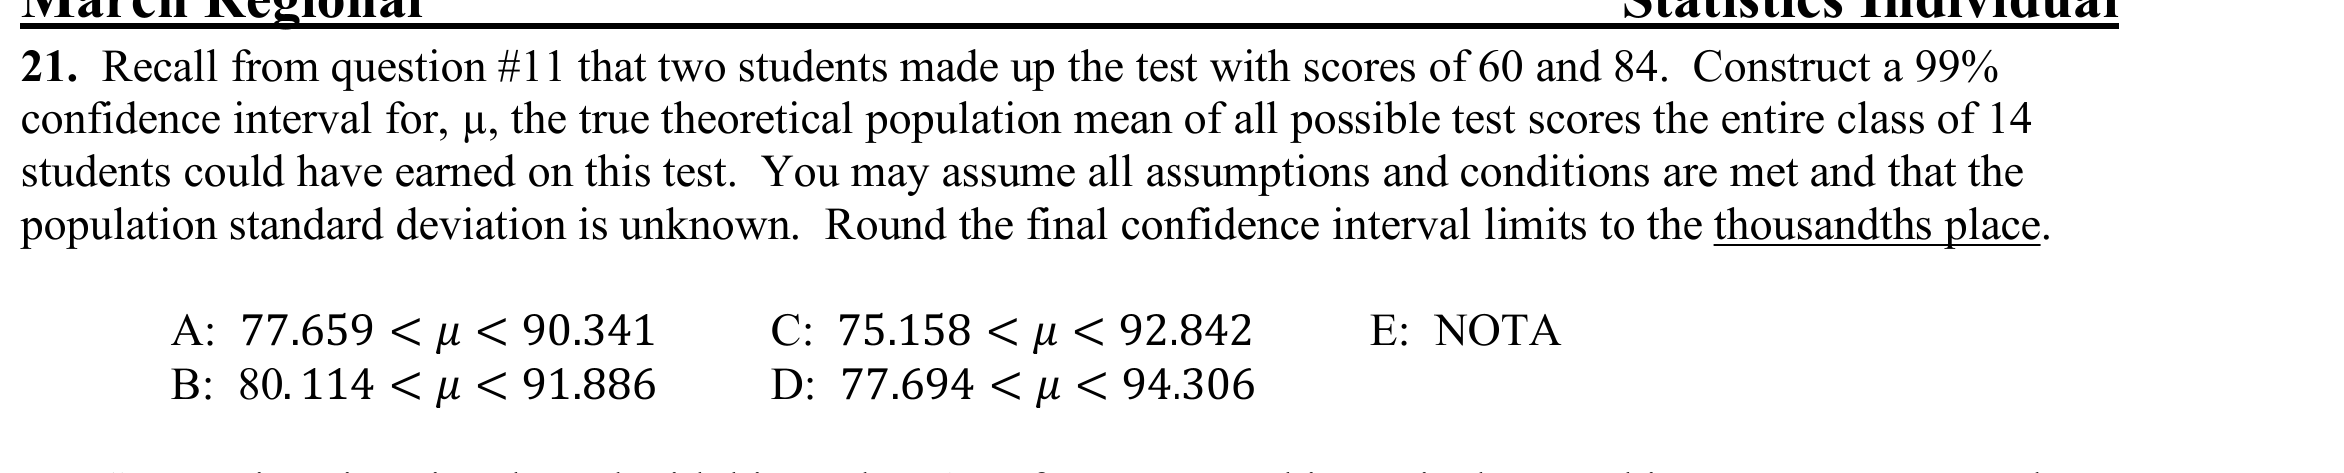 March Regional Statistics Individual
21. Recall from question #11 that two students made up the test with scores of 60 and 84. Construct a 99%
confidence interval for, μ, the true theoretical population mean of all possible test scores the entire class of 14
students could have earned on this test. You may assume all assumptions and conditions are met and that the
population standard deviation is unknown. Round the final confidence interval limits to the thousandths place.
A: 77.659 < μ < 90.341 C: 75.158 < μ < 92.842 E: NOTA
B: 80. 114 < μ < 91.886 D: 77.694 < μ < 94.306